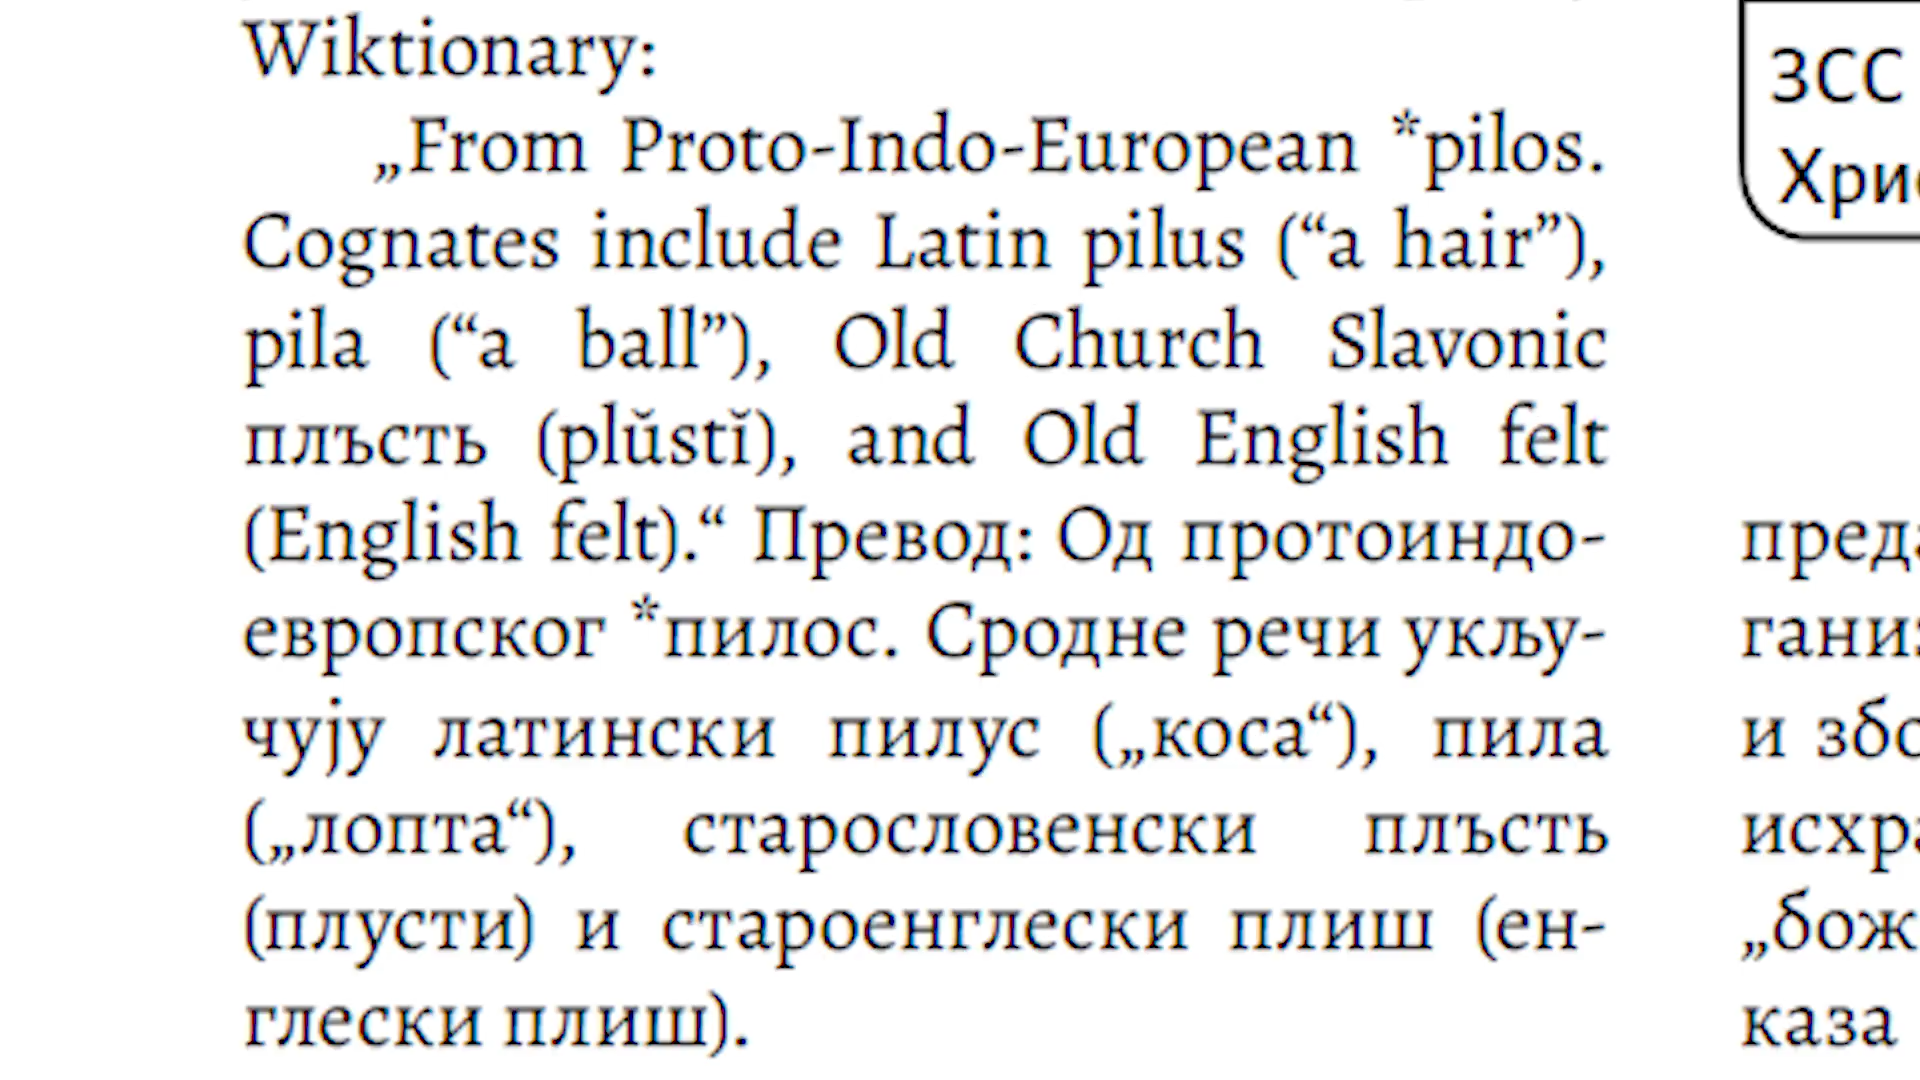 Wiktionary:
„From Proto-Indo-European *pilos.
Cognates include Latin pilus (“a hair”),
pila (“a ball”), Old Church Slavonic
плъсть (plŭstĭ), and Old English felt
(English felt).“ Превод: Од протоиндо-
европског *пилос. Сродне речи укљу-
чују латински пилус („коса“), пила
(„лопта“), старословенски плъсть
(плусти) и староенглески плиш (ен-
глески плиш).
ЗСС
и
каза